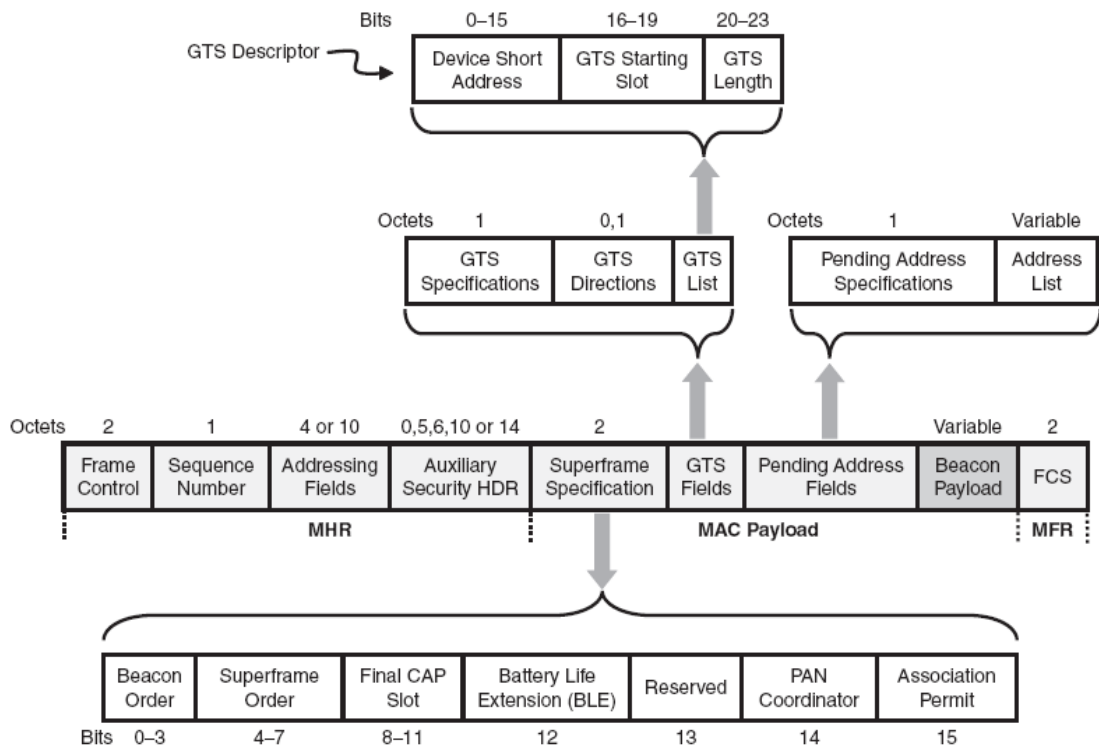 Bits 0–15 16–19 20–23
GTS Descriptor
Device Short
Address
GTS Starting
Slot
GTS
Length
Octets 1 0,1
GTS
Specifications
GTS
Directions
GTS
List
Octets 1 Variable
Pending Address
Specifications
Address
List
Octets 2 1 4 or 10 0,5,6,10 or 14 2 Variable 2
Frame
Control
Sequence
Number
Addressing
Fields
Auxiliary
Security HDR
Superframe
Specification
GTS
Fields
Pending Address
Fields
Beacon
Payload
FCS
MHR MAC Payload MFR
Beacon
Order
Superframe
Order
Final CAP
Slot
Battery Life
Extension (BLE)
Reserved
PAN
Coordinator
Association
Permit
Bits 0–3 4–7 8–11 12 13 14 15